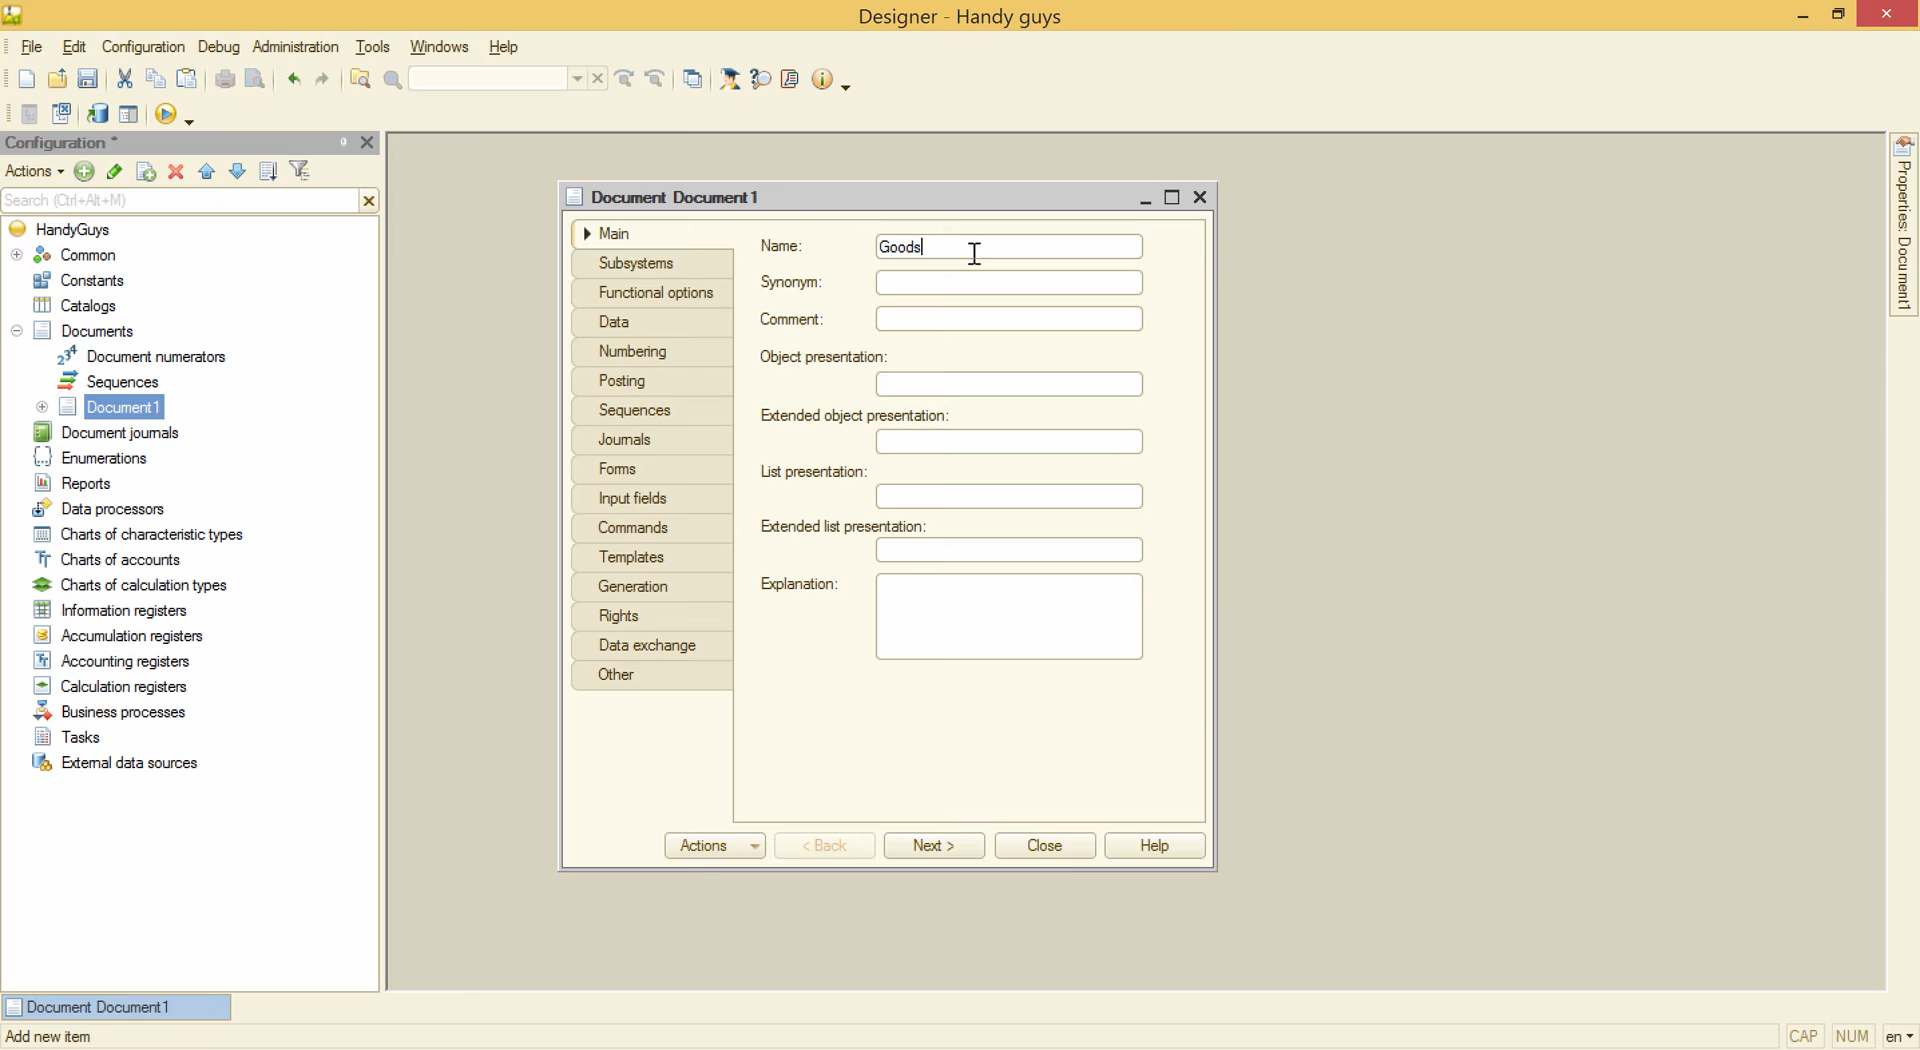 Designer - Handy guys
File Edit Configuration Debug Administration Tools Windows Help
Configuration *
Actions
Search (Ctrl+Alt+M)
HandyGuys
Common
Constants
Catalogs
Documents
Document numerators
Sequences
Document1
Document journals
Enumerations
Reports
Data processors
Charts of characteristic types
Charts of accounts
Charts of calculation types
Information registers
Accumulation registers
Accounting registers
Calculation registers
Business processes
Tasks
External data sources
Document Document1
Main
Subsystems
Functional options
Data
Numbering
Posting
Sequences
Journals
Forms
Input fields
Commands
Templates
Generation
Rights
Data exchange
Other
Name: Goods
Synonym:
Comment:
Object presentation:
Extended object presentation:
List presentation:
Extended list presentation:
Explanation:
Actions < Back Next > Close Help
Properties: Document1
Document Document1
Add new item CAP NUM en